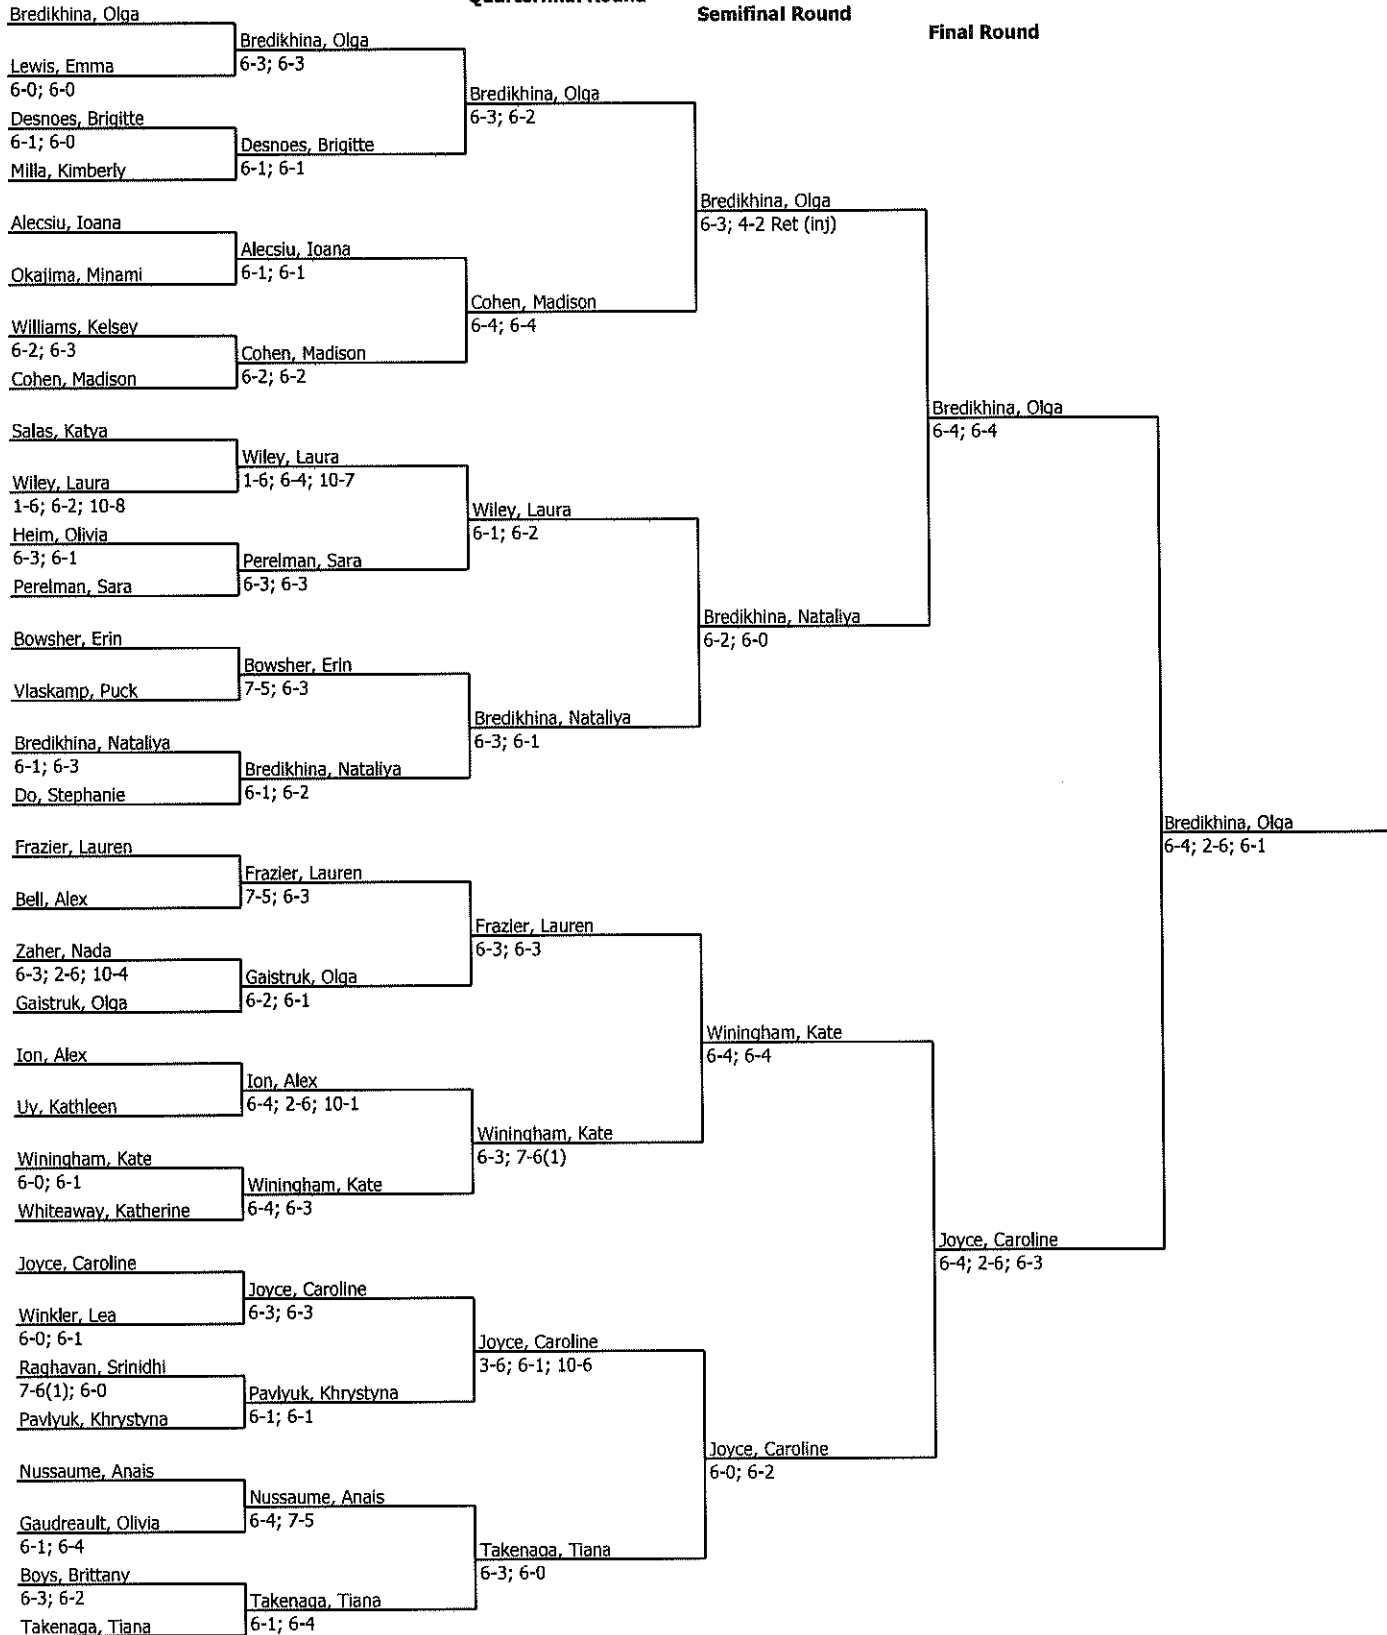 Quarterfinal Round
Semifinal Round
Final Round
Bredikhina, Olga
Lewis, Emma
6-0; 6-0
Desnoes, Brigitte
6-1; 6-0
Milla, Kimberly
Alecsiu, Ioana
Okajima, Minami
Williams, Kelsey
6-2; 6-3
Cohen, Madison
Salas, Katya
Wiley, Laura
1-6; 6-2; 10-8
Heim, Olivia
6-3; 6-1
Perelman, Sara
Bowsher, Erin
Vlaskamp, Puck
Bredikhina, Nataliya
6-1; 6-3
Do, Stephanie
Frazier, Lauren
Bell, Alex
Zaher, Nada
6-3; 2-6; 10-4
Gaistruk, Olga
Ion, Alex
Uy, Kathleen
Winingham, Kate
6-0; 6-1
Whiteaway, Katherine
Joyce, Caroline
Winkler, Lea
6-0; 6-1
Raghavan, Srinidhi
7-6(1); 6-0
Pavlyuk, Khrystyna
Nussaume, Anais
Gaudreault, Olivia
6-1; 6-4
Boys, Brittany
6-3; 6-2
Takenaga, Tiana
Bredikhina, Olga
6-3; 6-3
Desnoes, Brigitte
6-1; 6-1
Alecsiu, Ioana
6-1; 6-1
Cohen, Madison
6-2; 6-2
Wiley, Laura
1-6; 6-4; 10-7
Perelman, Sara
6-3; 6-3
Bowsher, Erin
7-5; 6-3
Bredikhina, Nataliya
6-1; 6-2
Frazier, Lauren
7-5; 6-3
Gaistruk, Olga
6-2; 6-1
Ion, Alex
6-4; 2-6; 10-1
Winingham, Kate
6-4; 6-3
Joyce, Caroline
6-3; 6-3
Pavlyuk, Khrystyna
6-1; 6-1
Nussaume, Anais
6-4; 7-5
Takenaga, Tiana
6-1; 6-4
Bredikhina, Olga
6-3; 6-2
Cohen, Madison
6-4; 6-4
Wiley, Laura
6-1; 6-2
Bredikhina, Nataliya
6-3; 6-1
Frazier, Lauren
6-3; 6-3
Winingham, Kate
6-3; 7-6(1)
Joyce, Caroline
3-6; 6-1; 10-6
Takenaga, Tiana
6-3; 6-0
Bredikhina, Olga
6-3; 4-2 Ret (inj)
Bredikhina, Nataliya
6-2; 6-0
Winingham, Kate
6-4; 6-4
Joyce, Caroline
6-0; 6-2
Bredikhina, Olga
6-4; 6-4
Joyce, Caroline
6-4; 2-6; 6-3
Bredikhina, Olga
6-4; 2-6; 6-1